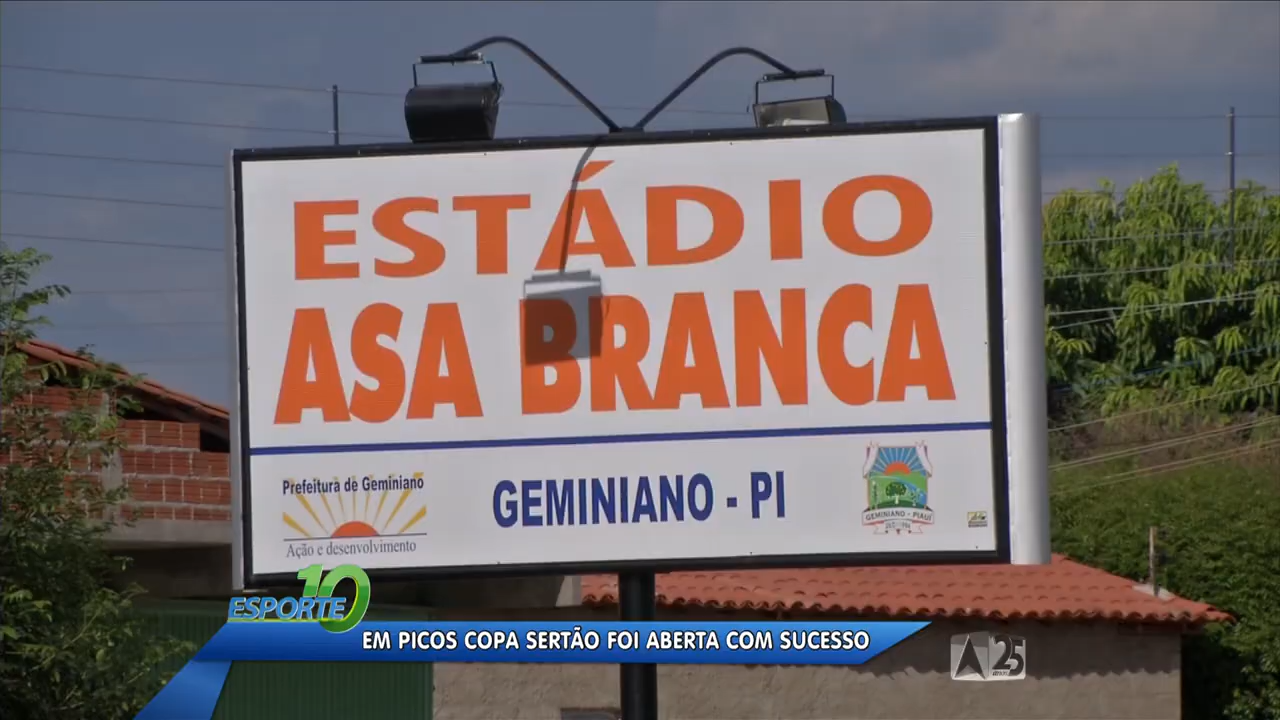 ESTÁDIO
ASA BRANCA
Prefeitura de Geminiano
Ação e desenvolvimento
GEMINIANO - PI
GEMINIANO - PIAUÍ
ESPORTE 10
EM PICOS COPA SERTÃO FOI ABERTA COM SUCESSO
25